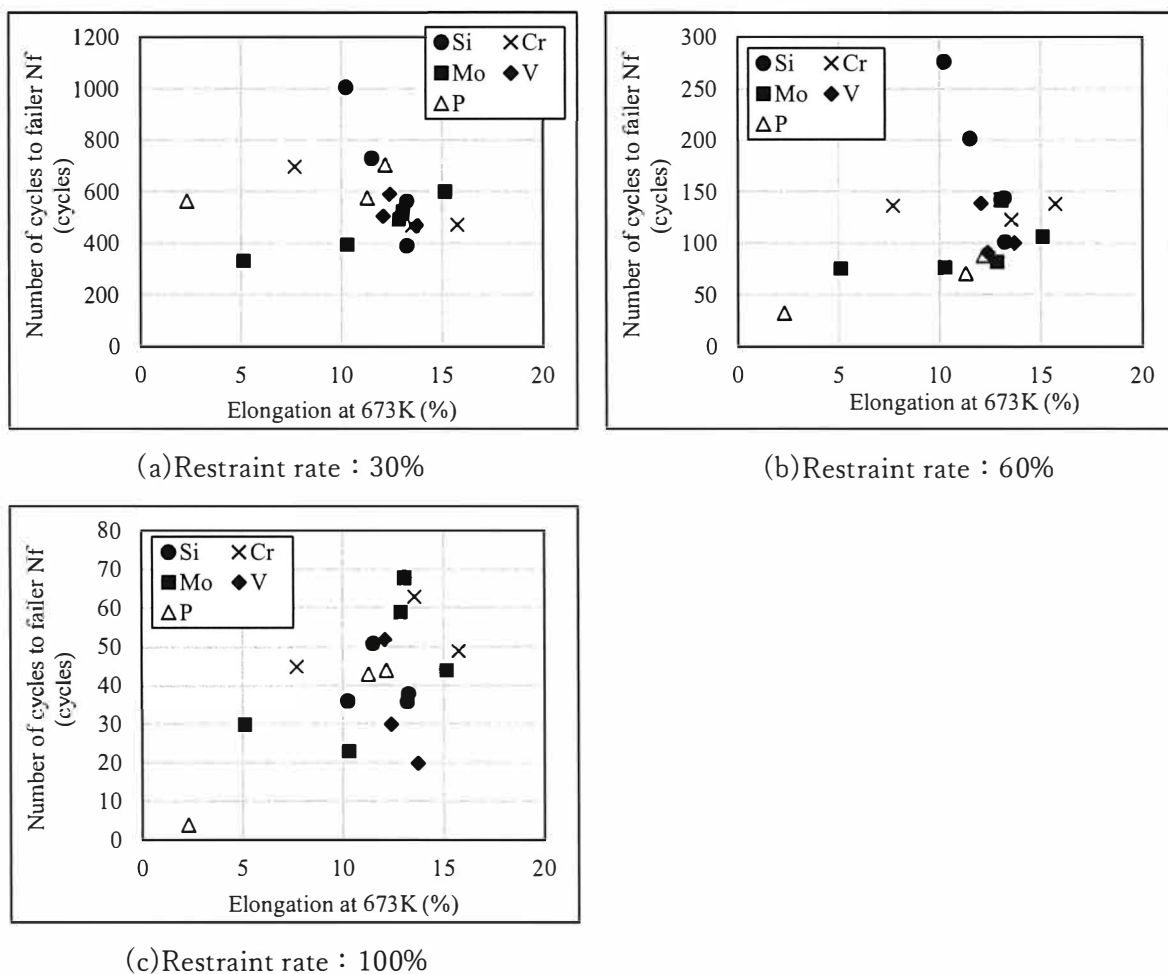 Number of cycles to failer Nf
(cycles)
1200
1000
800
600
400
200
0
Si Cr
Mo V
P
0 5 10 15 20
Elongation at 673K (%)
(a)Restraint rate：30%
Number of cycles to failer Nf
(cycles)
300
250
200
150
100
50
0
Si Cr
Mo V
P
0 5 10 15 20
Elongation at 673K (%)
(b)Restraint rate：60%
Number of cycles to failer Nf
(cycles)
80
70
60
50
40
30
20
10
0
Si Cr
Mo V
P
0 5 10 15 20
Elongation at 673K (%)
(c)Restraint rate：100%